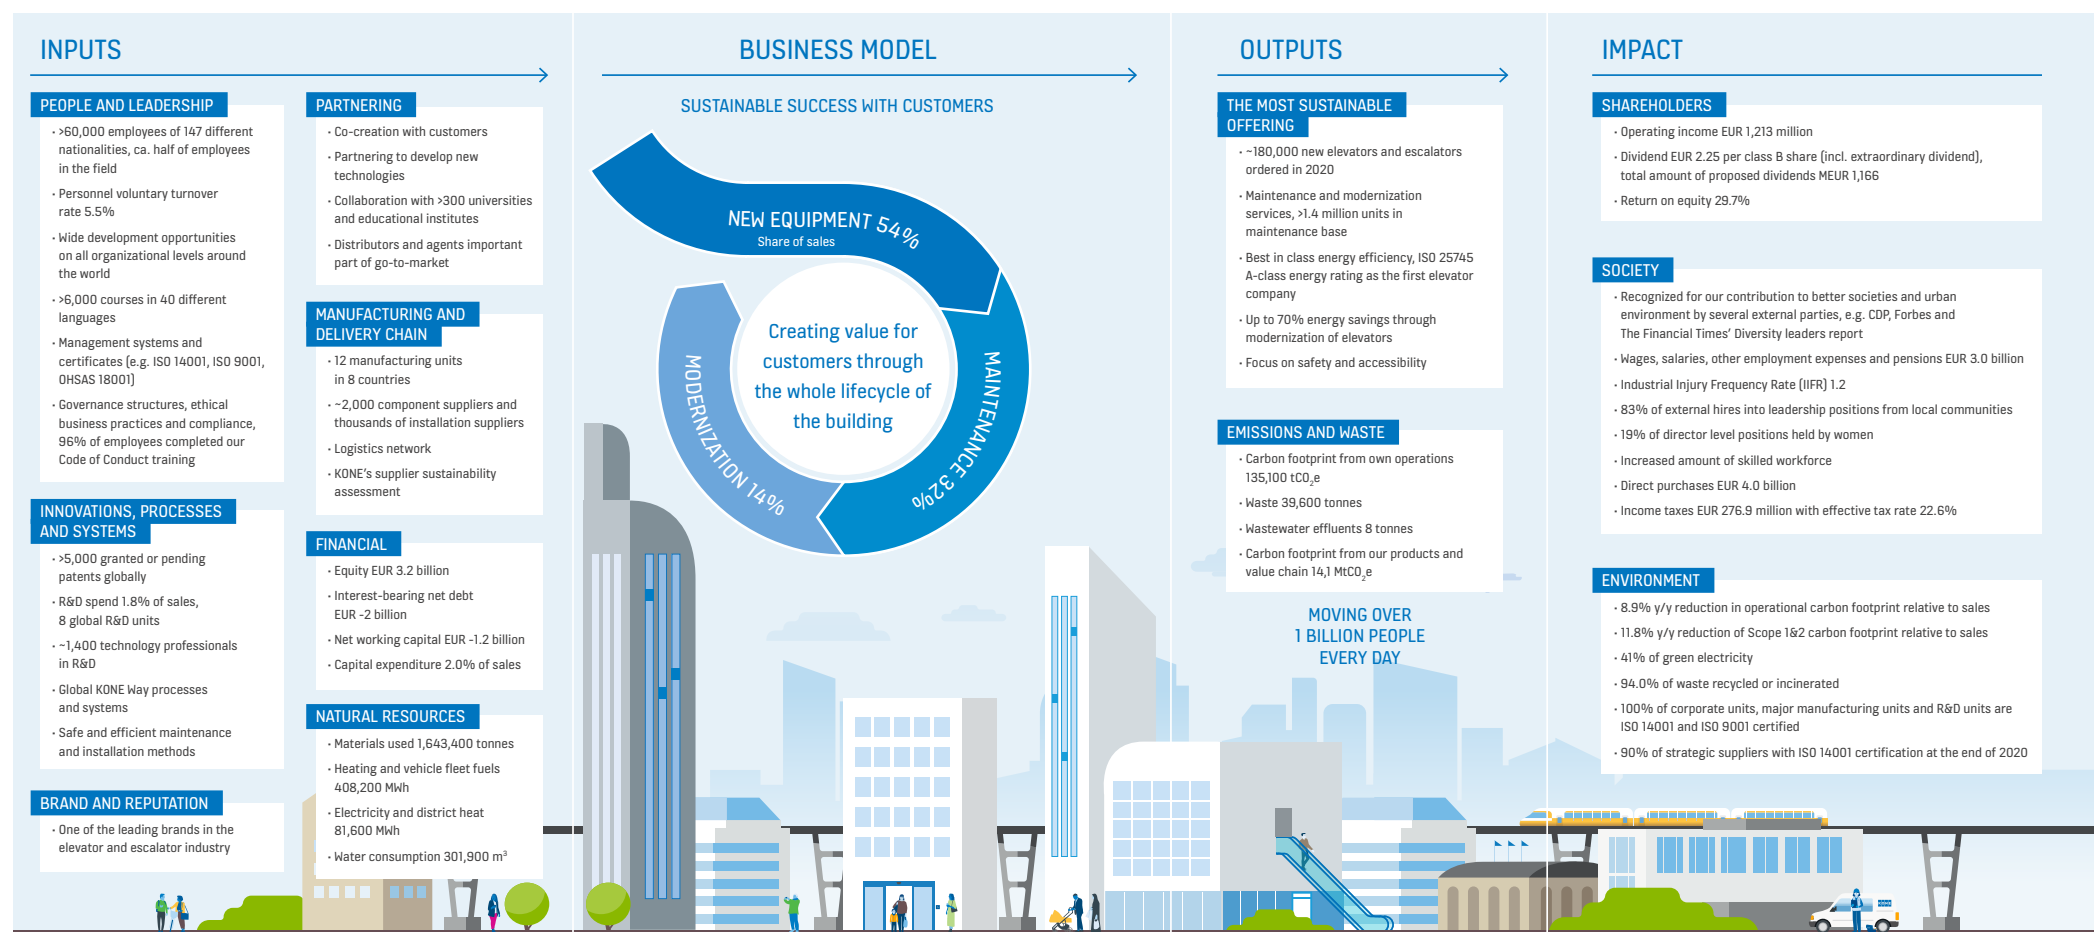 INPUTS
PEOPLE AND LEADERSHIP
· >60,000 employees of 147 different
nationalities, ca. half of employees
in the field
· Personnel voluntary turnover
rate 5.5%
· Wide development opportunities
on all organizational levels around
the world
· >6,000 courses in 40 different
languages
· Management systems and
certificates (e.g. ISO 14001, ISO 9001,
OHSAS 18001)
· Governance structures, ethical
business practices and compliance,
96% of employees completed our
Code of Conduct training
INNOVATIONS, PROCESSES
AND SYSTEMS
· >5,000 granted or pending
patents globally
· R&D spend 1.8% of sales,
8 global R&D units
· ~1,400 technology professionals
in R&D
· Global KONE Way processes
and systems
· Safe and efficient maintenance
and installation methods
BRAND AND REPUTATION
· One of the leading brands in the
elevator and escalator industry
PARTNERING
· Co-creation with customers
· Partnering to develop new
technologies
· Collaboration with >300 universities
and educational institutes
· Distributors and agents important
part of go-to-market
MANUFACTURING AND
DELIVERY CHAIN
· 12 manufacturing units
in 8 countries
· ~2,000 component suppliers and
thousands of installation suppliers
· Logistics network
· KONE's supplier sustainability
assessment
FINANCIAL
· Equity EUR 3.2 billion
· Interest-bearing net debt
EUR -2 billion
· Net working capital EUR -1.2 billion
· Capital expenditure 2.0% of sales
NATURAL RESOURCES
· Materials used 1,643,400 tonnes
· Heating and vehicle fleet fuels
408,200 MWh
· Electricity and district heat
81,600 MWh
· Water consumption 301,900 m³
BUSINESS MODEL
SUSTAINABLE SUCCESS WITH CUSTOMERS
NEW EQUIPMENT 54%
Share of sales
MAINTENANCE 32%
MODERNIZATION 14%
Creating value for
customers through
the whole lifecycle of
the building
OUTPUTS
THE MOST SUSTAINABLE
OFFERING
· ~180,000 new elevators and escalators
ordered in 2020
· Maintenance and modernization
services, >1.4 million units in
maintenance base
· Best in class energy efficiency, ISO 25745
A-class energy rating as the first elevator
company
· Up to 70% energy savings through
modernization of elevators
· Focus on safety and accessibility
EMISSIONS AND WASTE
· Carbon footprint from own operations
135,100 tCO₂e
· Waste 39,600 tonnes
· Wastewater effluents 8 tonnes
· Carbon footprint from our products and
value chain 14,1 MtCO₂e
MOVING OVER
1 BILLION PEOPLE
EVERY DAY
IMPACT
SHAREHOLDERS
· Operating income EUR 1,213 million
· Dividend EUR 2.25 per class B share (incl. extraordinary dividend),
total amount of proposed dividends MEUR 1,166
· Return on equity 29.7%
SOCIETY
· Recognized for our contribution to better societies and urban
environment by several external parties, e.g. CDP, Forbes and
The Financial Times' Diversity leaders report
· Wages, salaries, other employment expenses and pensions EUR 3.0 billion
· Industrial Injury Frequency Rate (IIFR) 1.2
· 83% of external hires into leadership positions from local communities
· 19% of director level positions held by women
· Increased amount of skilled workforce
· Direct purchases EUR 4.0 billion
· Income taxes EUR 276.9 million with effective tax rate 22.6%
ENVIRONMENT
· 8.9% y/y reduction in operational carbon footprint relative to sales
· 11.8% y/y reduction of Scope 1&2 carbon footprint relative to sales
· 41% of green electricity
· 94.0% of waste recycled or incinerated
· 100% of corporate units, major manufacturing units and R&D units are
ISO 14001 and ISO 9001 certified
· 90% of strategic suppliers with ISO 14001 certification at the end of 2020